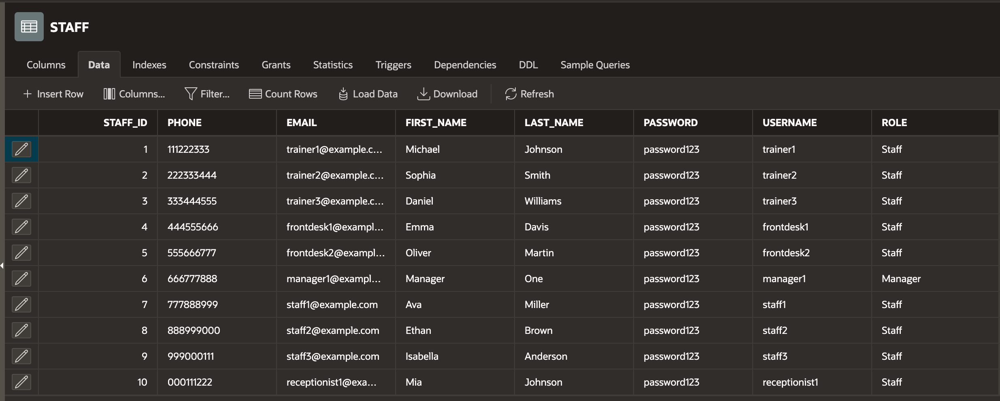 STAFF
Columns Data Indexes Constraints Grants Statistics Triggers Dependencies DDL Sample Queries
+ Insert Row Columns... Filter... Count Rows Load Data Download Refresh
STAFF_ID PHONE EMAIL FIRST_NAME LAST_NAME PASSWORD USERNAME ROLE
1 111222333 trainer1@example.c... Michael Johnson password123 trainer1 Staff
2 222333444 trainer2@example.c... Sophia Smith password123 trainer2 Staff
3 333444555 trainer3@example.c... Daniel Williams password123 trainer3 Staff
4 444555666 frontdesk1@exampl... Emma Davis password123 frontdesk1 Staff
5 555666777 frontdesk2@exampl... Oliver Martin password123 frontdesk2 Staff
6 666777888 manager1@exampl... Manager One password123 manager1 Manager
7 777888999 staff1@example.com Ava Miller password123 staff1 Staff
8 888999000 staff2@example.com Ethan Brown password123 staff2 Staff
9 999000111 staff3@example.com Isabella Anderson password123 staff3 Staff
10 000111222 receptionist1@exa... Mia Johnson password123 receptionist1 Staff